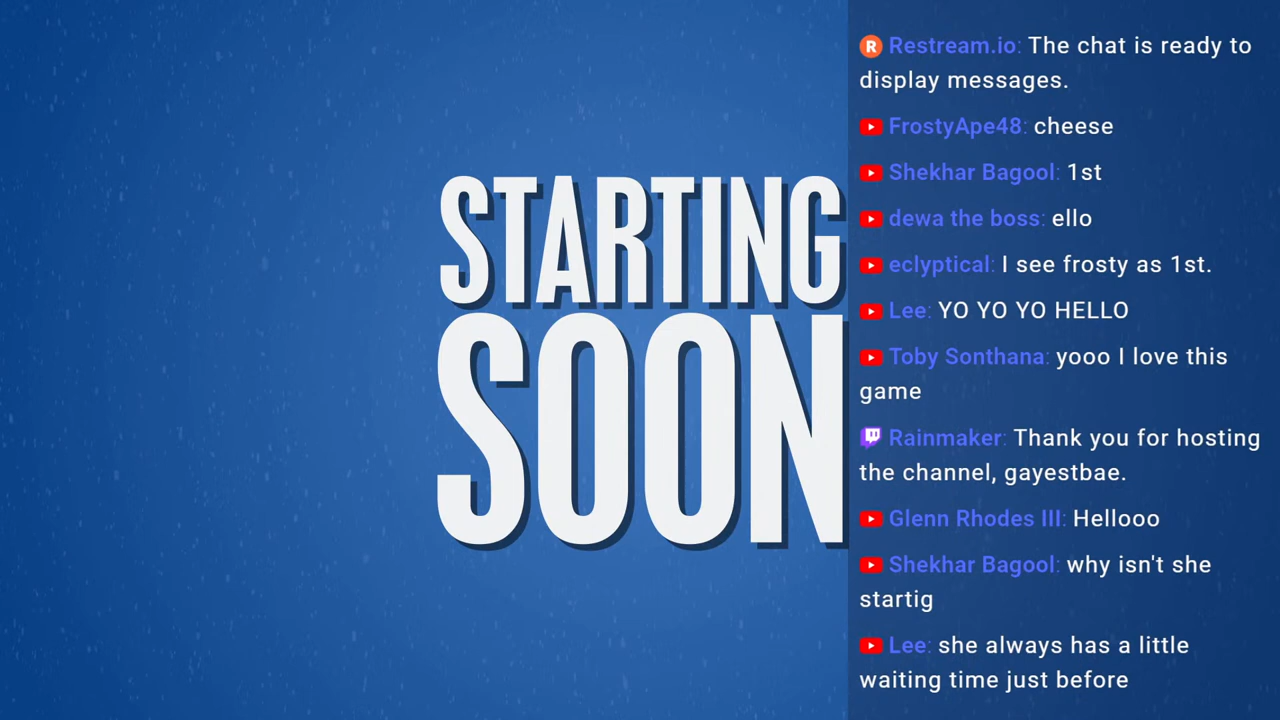 STARTING
SOON
Restream.io: The chat is ready to
display messages.
FrostyApe48: cheese
Shekhar Bagool: 1st
dewa the boss: ello
eclyptical: I see frosty as 1st.
Lee: YO YO YO HELLO
Toby Sonthana: yooo I love this
game
Rainmaker: Thank you for hosting
the channel, gayestbae.
Glenn Rhodes III: Hellooo
Shekhar Bagool: why isn't she
startig
Lee: she always has a little
waiting time just before